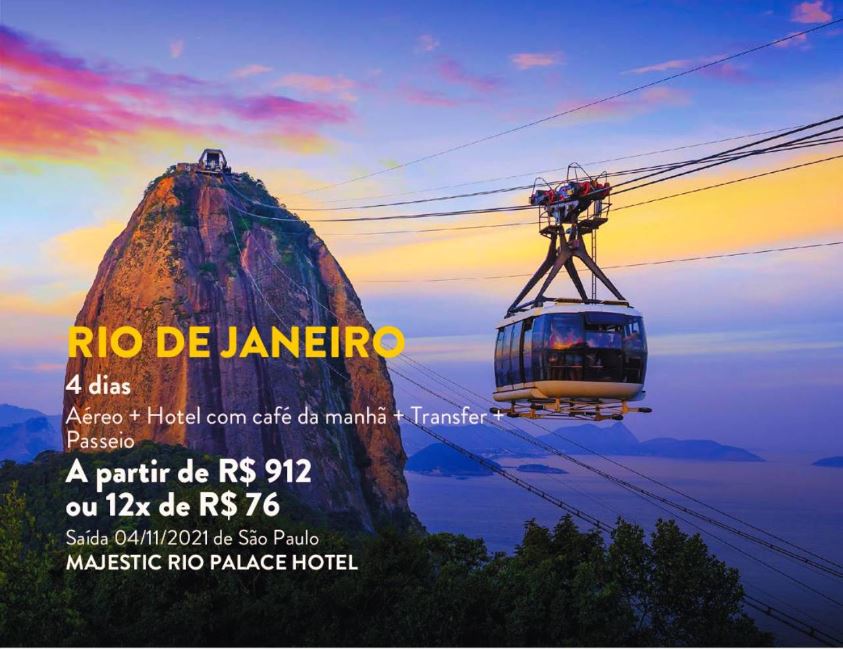 RIO DE JANEIRO
4 dias
Aéreo + Hotel com café da manhã + Transfer +
Passeio
A partir de R$ 912
ou 12x de R$ 76
Saída 04/11/2021 de São Paulo
MAJESTIC RIO PALACE HOTEL